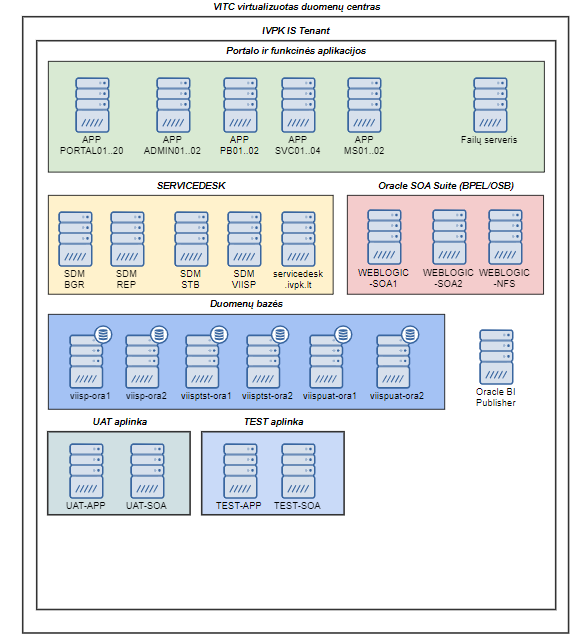 VITC virtualizuotas duomenų centras
IVPK IS Tenant
Portalo ir funkcinės aplikacijos
APP
PORTAL01..20
APP
ADMIN01..02
APP
PB01..02
APP
SVC01..04
APP
MS01..02
Failų serveris
SERVICEDESK
Oracle SOA Suite (BPEL/OSB)
SDM
BGR
SDM
REP
SDM
STB
SDM
VIISP
servicedesk
.ivpk.lt
WEBLOGIC
-SOA1
WEBLOGIC
-SOA2
WEBLOGIC
-NFS
Duomenų bazės
viisp-ora1
viisp-ora2
viisptst-ora1
viisptst-ora2
viispuat-ora1
viispuat-ora2
Oracle BI
Publisher
UAT aplinka
TEST aplinka
UAT-APP
UAT-SOA
TEST-APP
TEST-SOA